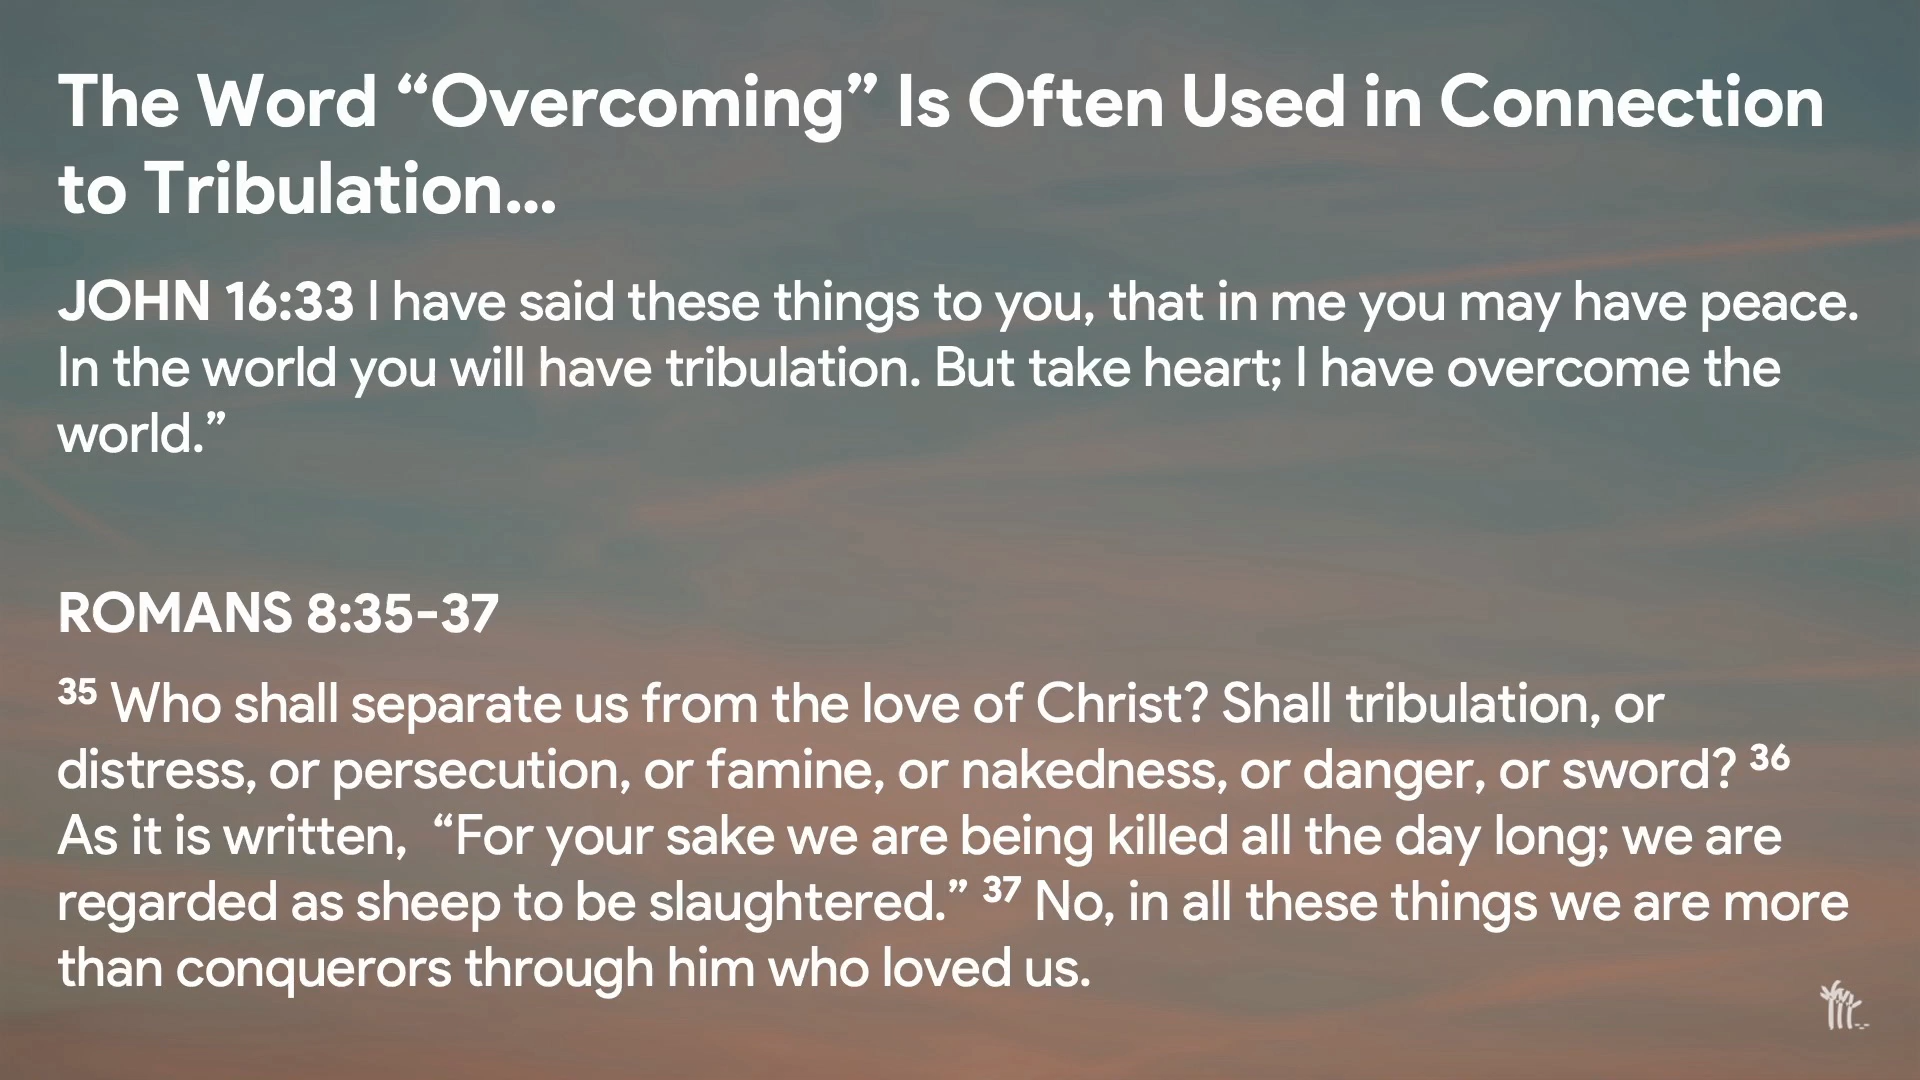 The Word “Overcoming” Is Often Used in Connection
to Tribulation...
JOHN 16:33 I have said these things to you, that in me you may have peace.
In the world you will have tribulation. But take heart; I have overcome the
world.”
ROMANS 8:35-37
35 Who shall separate us from the love of Christ? Shall tribulation, or
distress, or persecution, or famine, or nakedness, or danger, or sword? 36
As it is written, “For your sake we are being killed all the day long; we are
regarded as sheep to be slaughtered.” 37 No, in all these things we are more
than conquerors through him who loved us.